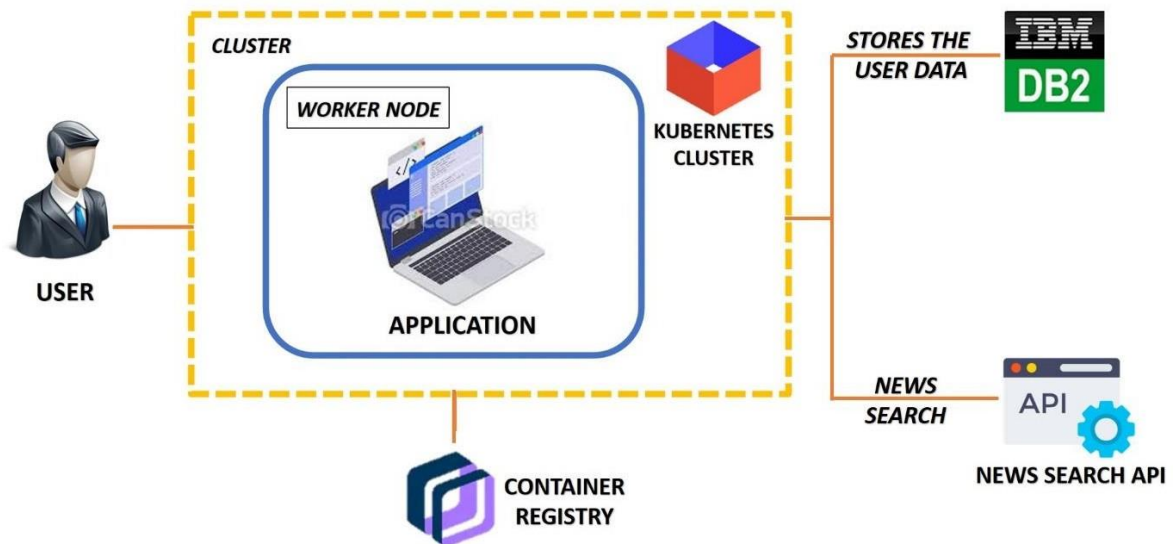 CLUSTER
WORKER NODE
</>
CanStock
APPLICATION
KUBERNETES
CLUSTER
USER
CONTAINER
REGISTRY
STORES THE
USER DATA
IBM
DB2
NEWS
SEARCH
API
NEWS SEARCH API